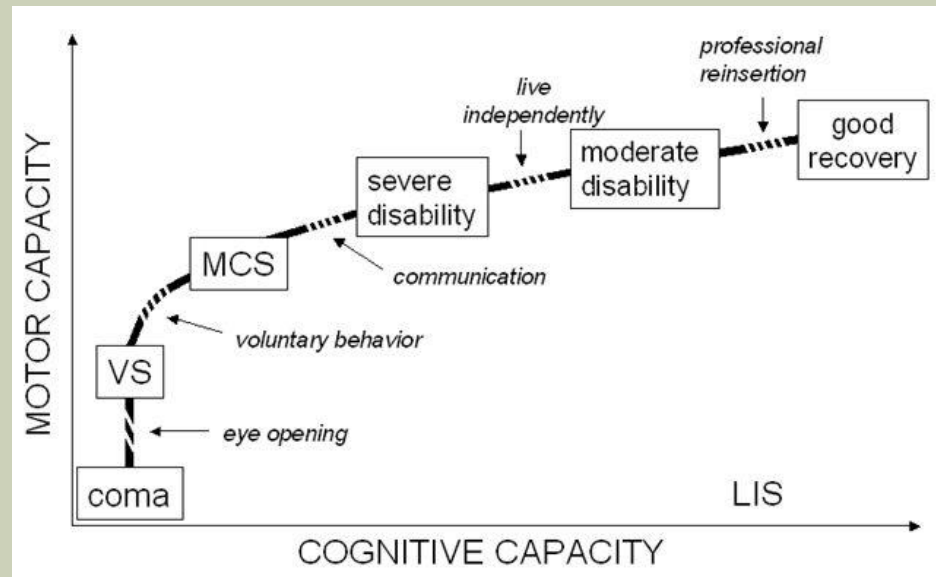 professional
reinsertion
live
independently
good
recovery
moderate
disability
severe
disability
MCS
communication
voluntary behavior
VS
eye opening
coma
LIS
MOTOR CAPACITY
COGNITIVE CAPACITY